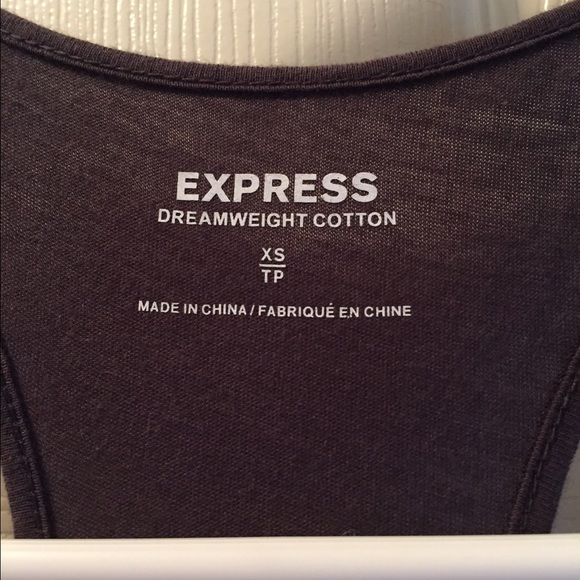 EXPRESS
DREAMWEIGHT COTTON
XS
TP
MADE IN CHINA / FABRIQUÉ EN CHINE